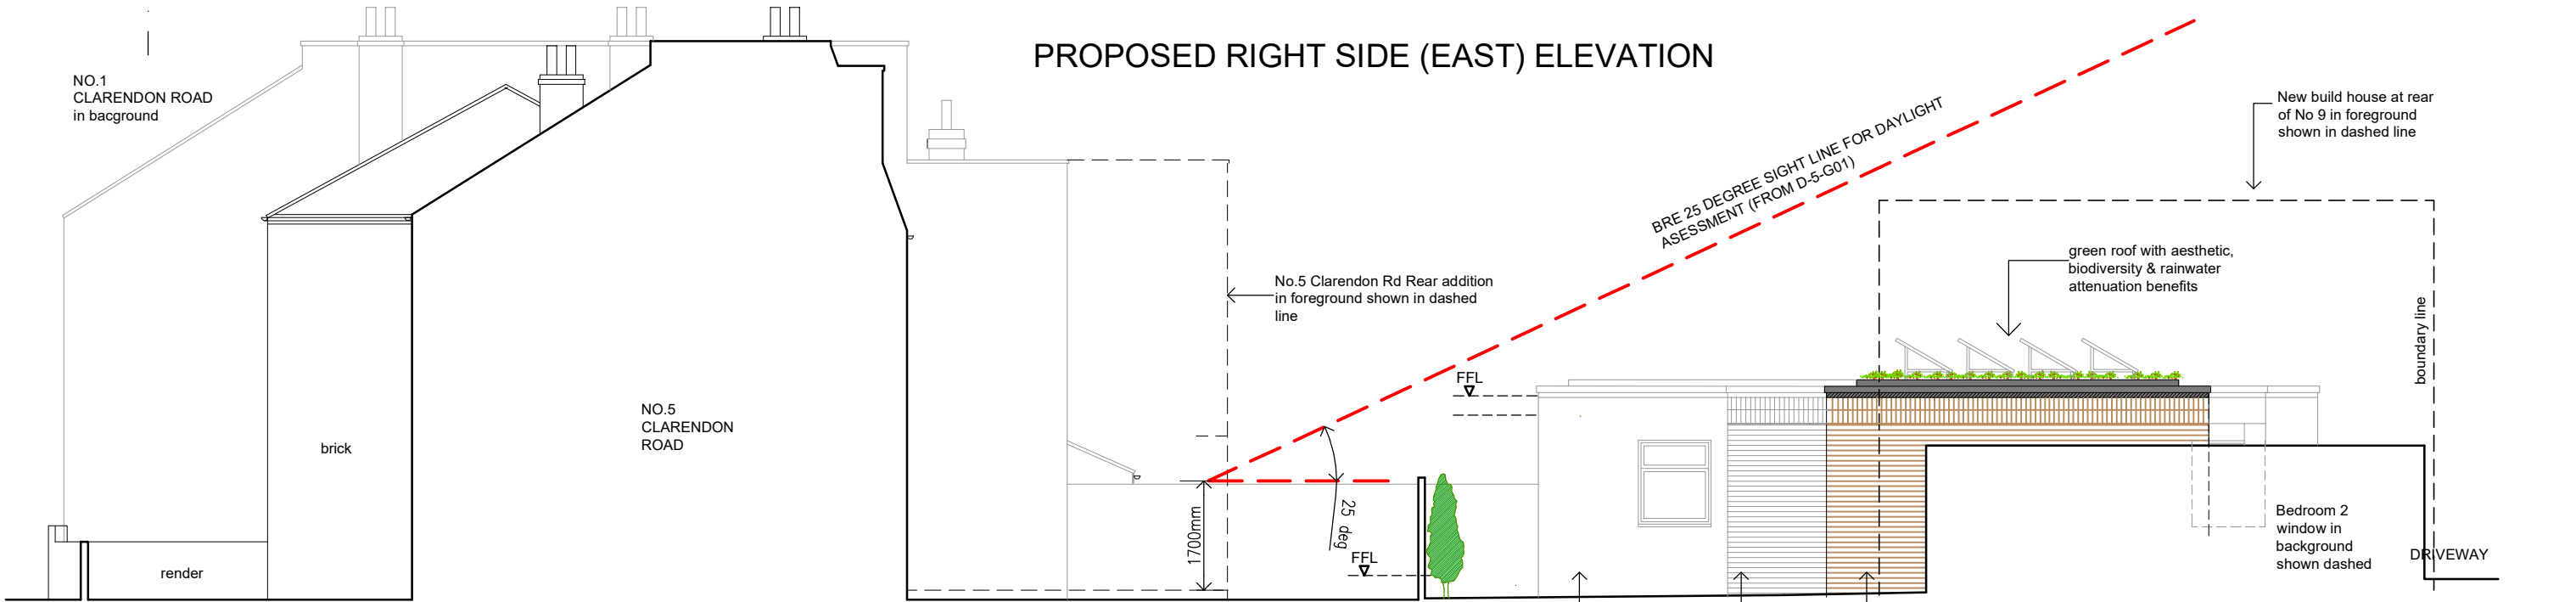 PROPOSED RIGHT SIDE (EAST) ELEVATION
NO.1
CLARENDON ROAD
in bacground
New build house at rear
of No 9 in foreground
shown in dashed line
BRE 25 DEGREE SIGHT LINE FOR DAYLIGHT
ASESSMENT (FROM D-5-G01)
green roof with aesthetic,
biodiversity & rainwater
attenuation benefits
No.5 Clarendon Rd Rear addition
in foreground shown in dashed
line
boundary line
FFL
NO.5
CLARENDON
ROAD
brick
1700mm
25 deg
FFL
Bedroom 2
window in
background
shown dashed
DRIVEWAY
render